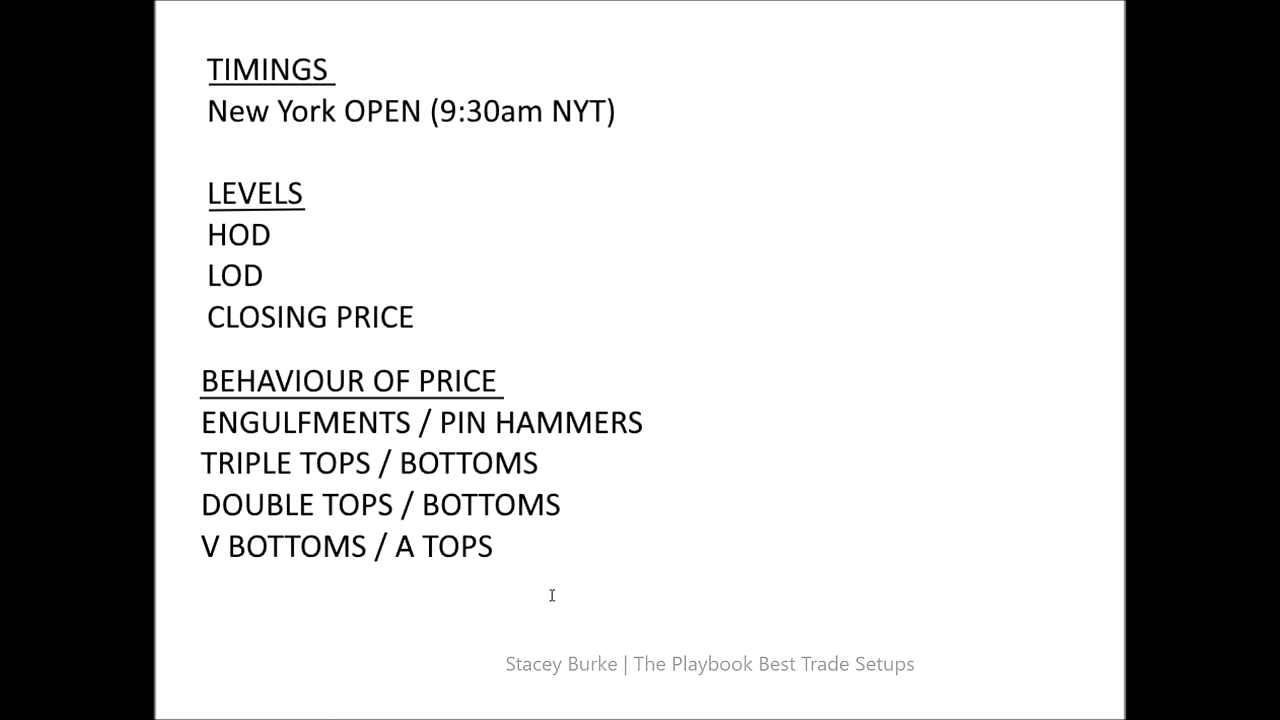 TIMINGS
New York OPEN (9:30am NYT)
LEVELS
HOD
LOD
CLOSING PRICE
BEHAVIOUR OF PRICE
ENGULFMENTS / PIN HAMMERS
TRIPLE TOPS / BOTTOMS
DOUBLE TOPS / BOTTOMS
V BOTTOMS / A TOPS
Stacey Burke | The Playbook Best Trade Setups